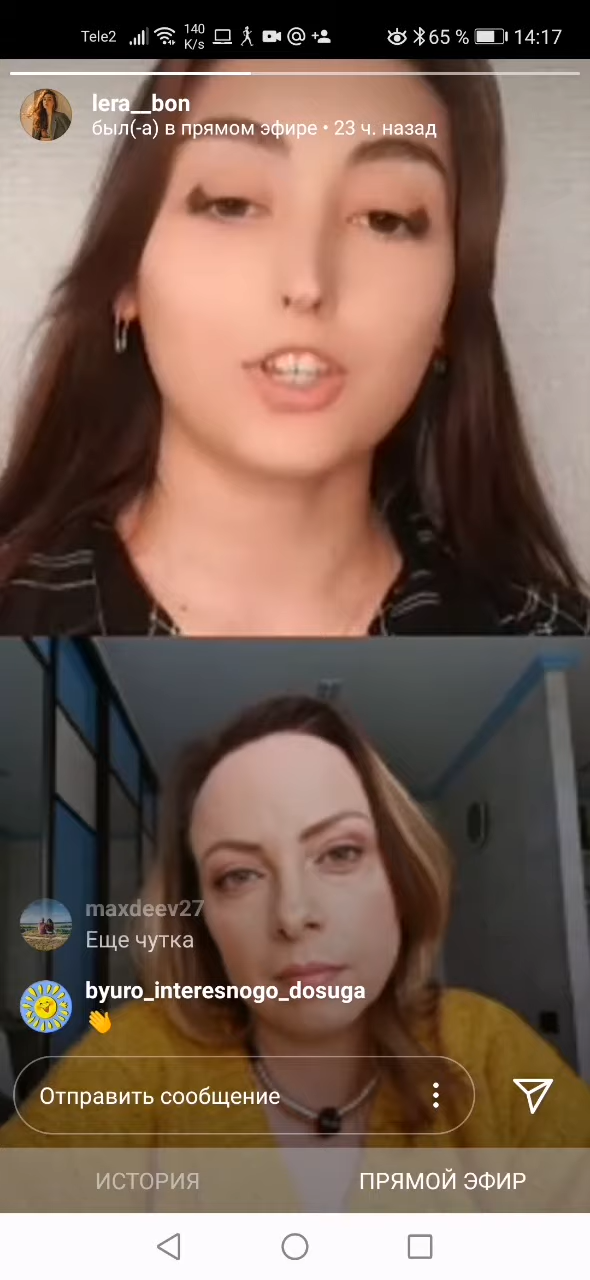 Tele2 140 K/s 65 % 14:17
lera__bon
был(-а) в прямом эфире • 23 ч. назад
maxdeev27
Еще чутка
byuro_interesnogo_dosuga
👋
Отправить сообщение
ИСТОРИЯ ПРЯМОЙ ЭФИР